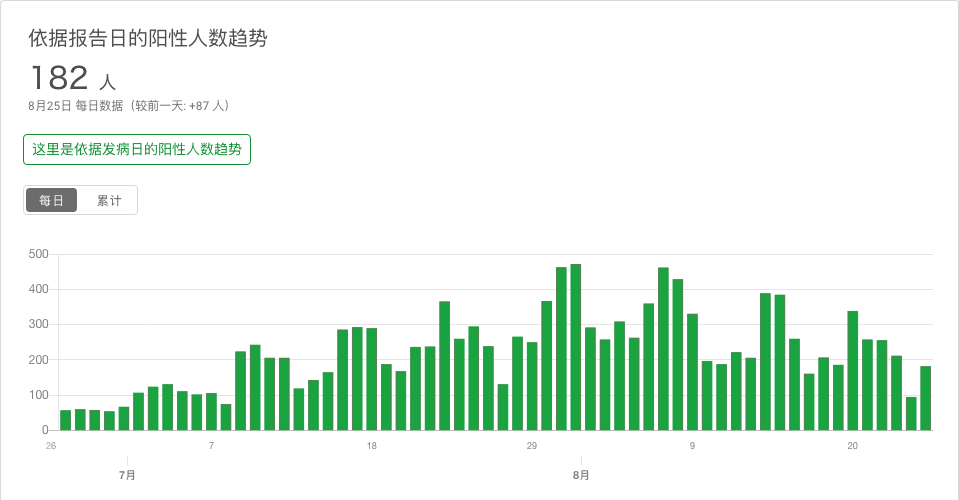 依据报告日的阳性人数趋势
182 人
8月25日 每日数据（较前一天: +87 人）
这里是依据发病日的阳性人数趋势
每日 累计
500
400
300
200
100
0
26 7 18 29 9 20
7月 8月